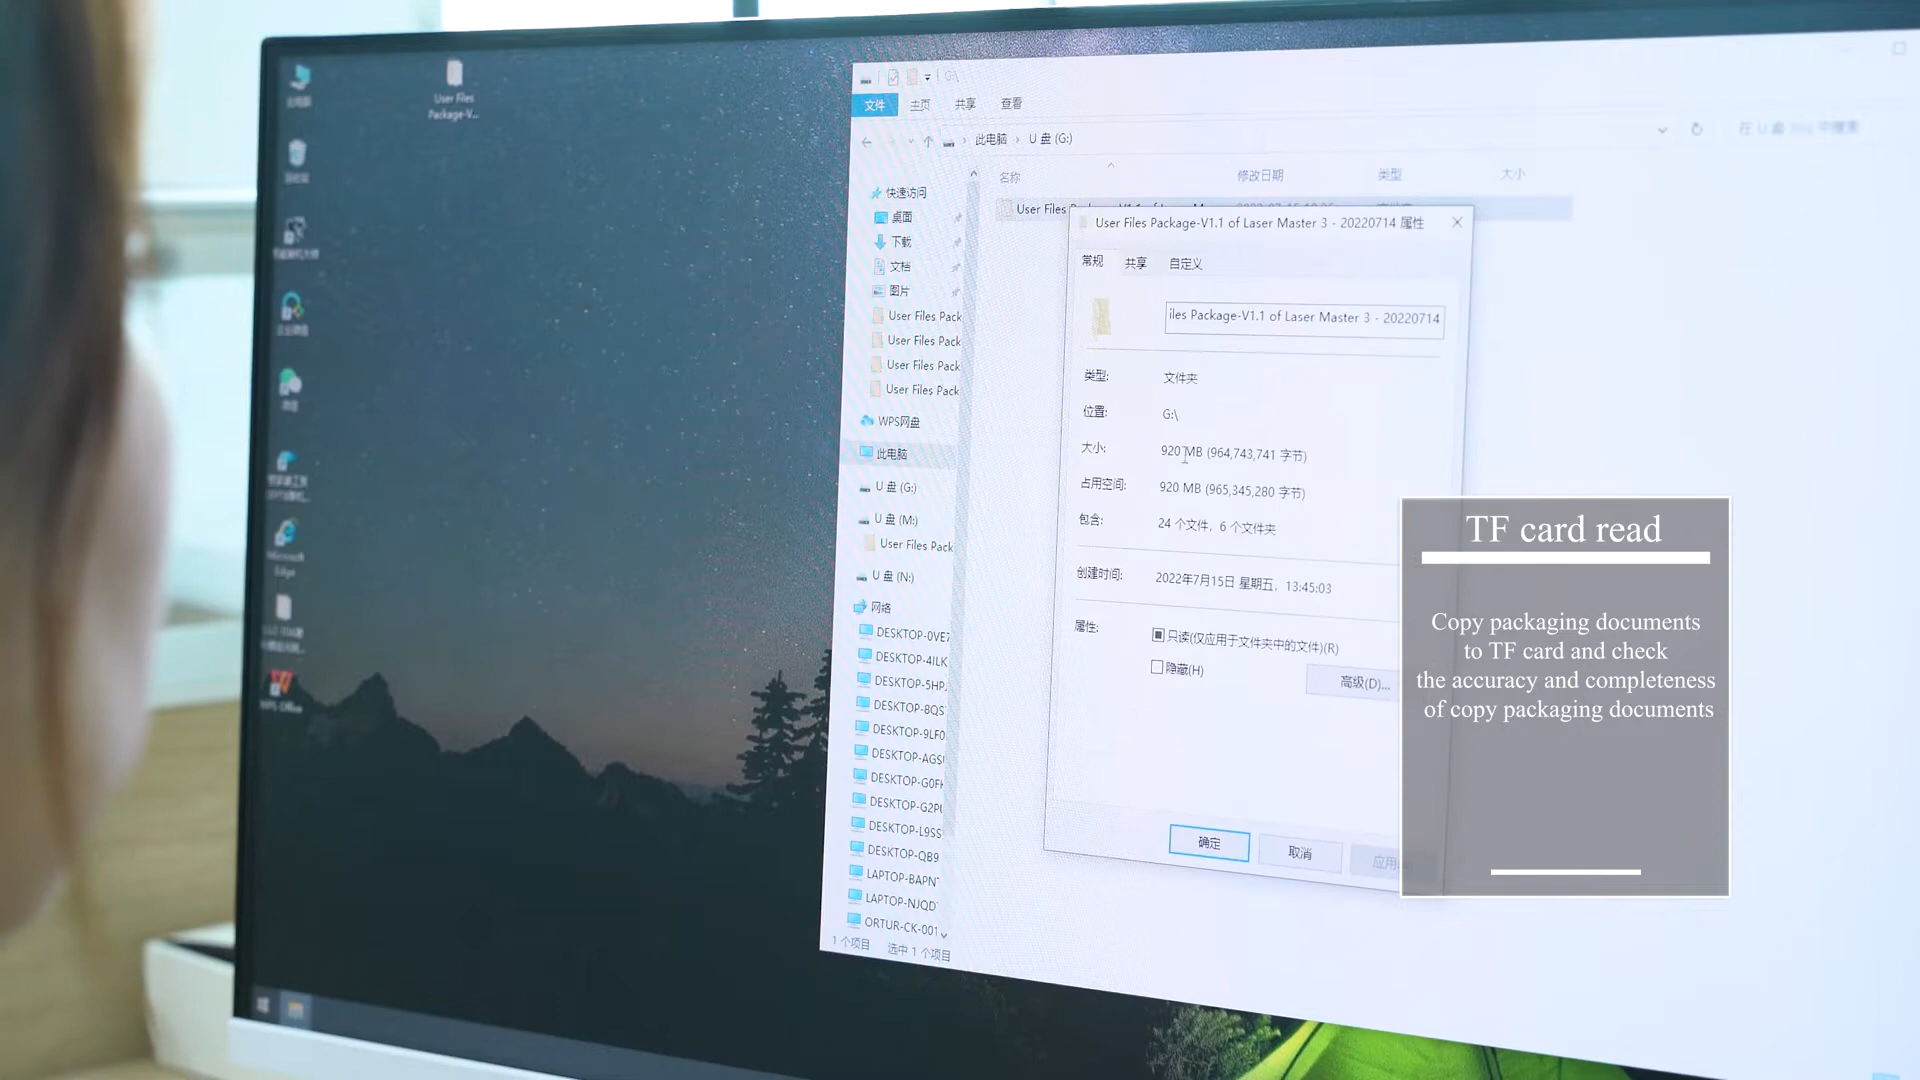 User Files
Package-V...
Microsoft
Edge
G:\
文件 主页 共享 查看
此电脑 › U 盘 (G:)
名称 修改日期 类型 大小
User Files
快速访问
桌面
下载
文档
图片
User Files Pack
User Files Pack
User Files Pack
User Files Pack
WPS网盘
此电脑
U 盘 (G:)
U 盘 (M:)
User Files Pack
U 盘 (N:)
网络
DESKTOP-0VE7
DESKTOP-4ILK
DESKTOP-5HP
DESKTOP-8QS
DESKTOP-9LF0
DESKTOP-AGS
DESKTOP-G0F
DESKTOP-G2P
DESKTOP-L9SS
DESKTOP-QB9
LAPTOP-BAPN
LAPTOP-NJQD
ORTUR-CK-001
1 个项目 选中 1 个项目
User Files Package-V1.1 of Laser Master 3 - 20220714 属性
常规 共享 自定义
iles Package-V1.1 of Laser Master 3 - 20220714
类型: 文件夹
位置: G:\
大小: 920 MB (964,743,741 字节)
占用空间: 920 MB (965,345,280 字节)
包含: 24 个文件，6 个文件夹
创建时间: 2022年7月15日 星期五，13:45:03
属性: 只读(仅应用于文件夹中的文件)(R)
隐藏(H)
高级(D)...
确定 取消 应用
TF card read
Copy packaging documents
to TF card and check
the accuracy and completeness
of copy packaging documents